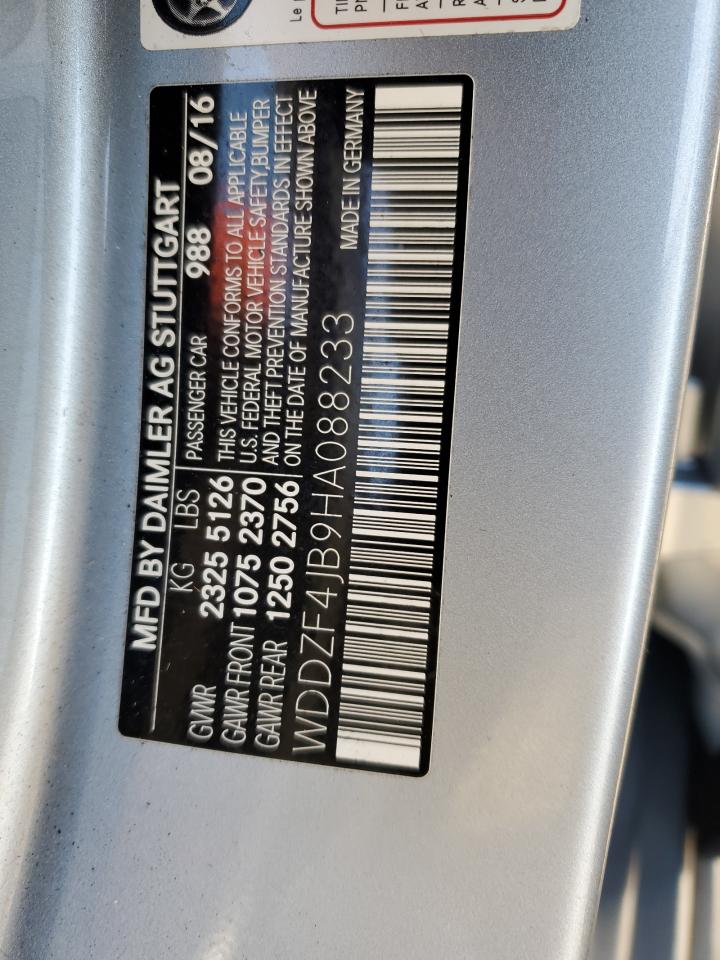 Le
MFD BY DAIMLER AG STUTTGART
KG LBS PASSENGER CAR 988 08/16
GVWR 2325 5126 THIS VEHICLE CONFORMS TO ALL APPLICABLE
GAWR FRONT 1075 2370 U.S. FEDERAL MOTOR VEHICLE SAFETY,BUMPER
GAWR REAR 1250 2756 AND THEFT PREVENTION STANDARDS IN EFFECT
ON THE DATE OF MANUFACTURE SHOWN ABOVE
WDDZF4JB9HA088233 MADE IN GERMANY